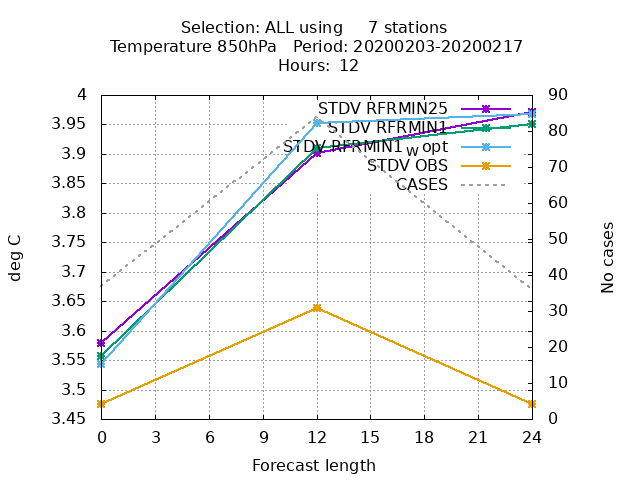 Selection: ALL using     7 stations
Temperature 850hPa   Period: 20200203-20200217
Hours:  12
4
3.95
3.9
3.85
3.8
3.75
3.7
3.65
3.6
3.55
3.5
3.45
deg C
STDV RFRMIN25
STDV RFRMIN1
STDV RFRMIN1w opt
STDV OBS
CASES
90
80
70
60
50
40
30
20
10
0
No cases
0 3 6 9 12 15 18 21 24
Forecast length